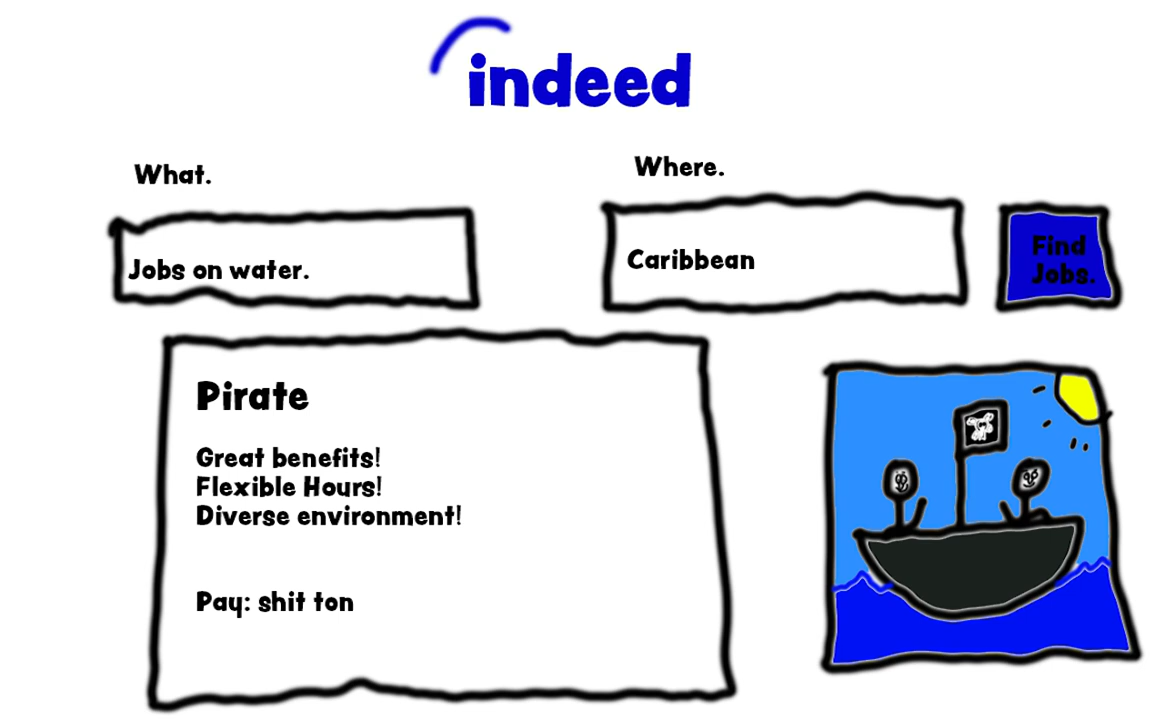 indeed
What.
Where.
Jobs on water.
Caribbean
Find
Jobs.
Pirate
Great benefits!
Flexible Hours!
Diverse environment!
Pay: shit ton